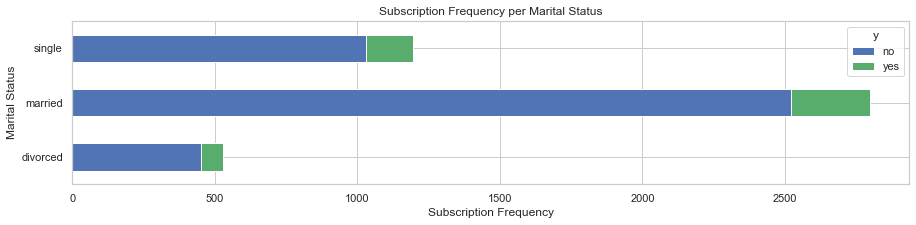 Subscription Frequency per Marital Status
y
no
yes
single
married
divorced
Marital Status
0 500 1000 1500 2000 2500
Subscription Frequency